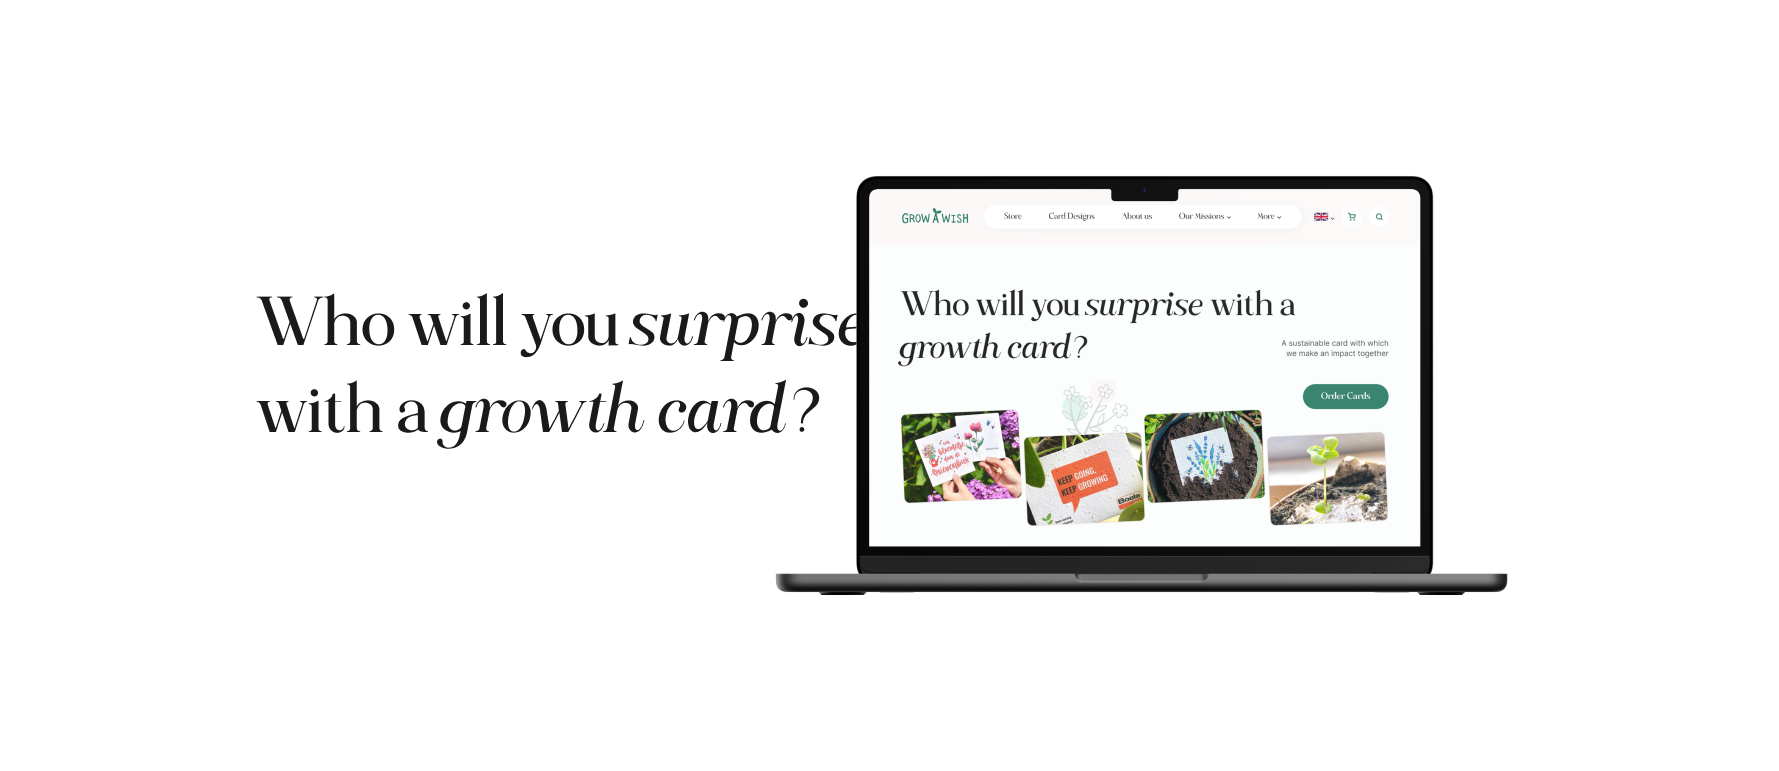 Who will you surprise
with a growth card?
GROW A WISH
Store
Card Designs
About us
Our Missions
More
Who will you surprise with a
growth card?
A sustainable card with which
we make an impact together
Order Cards
KEEP GOING,
KEEP GROWING
Boels